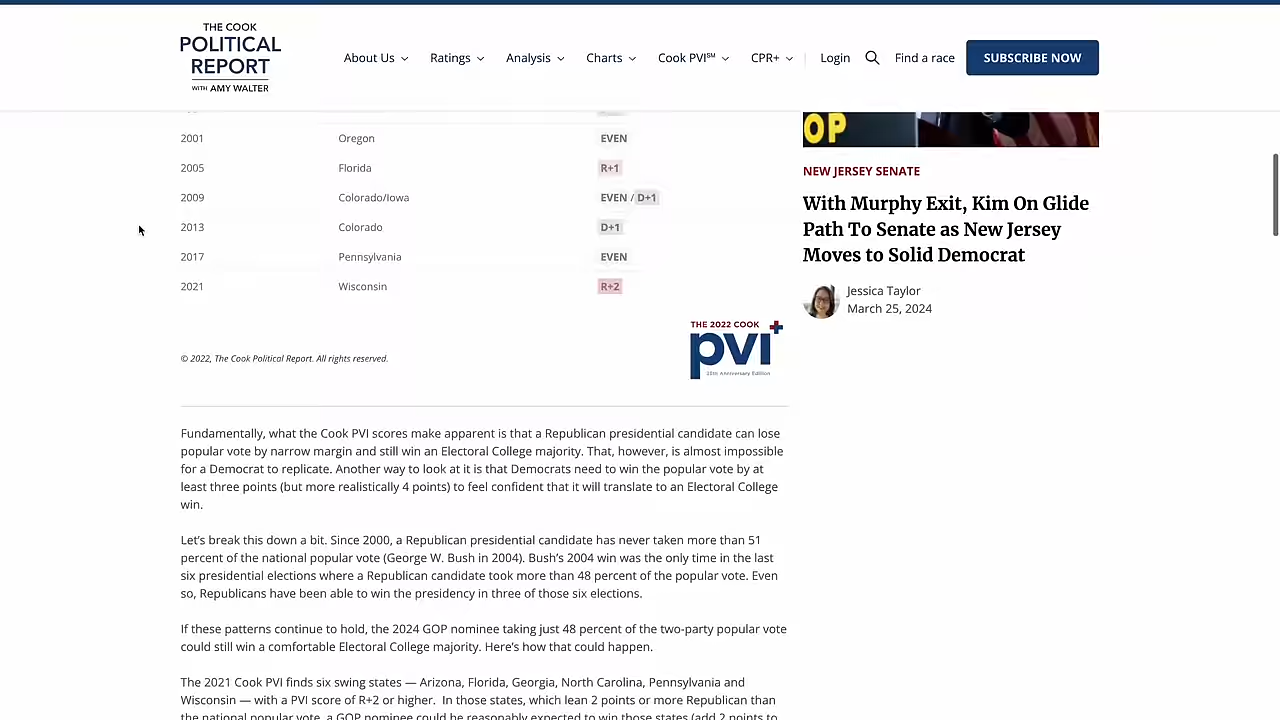 THE COOK
POLITICAL
REPORT
WITH AMY WALTER
About Us
Ratings
Analysis
Charts
Cook PVI℠
CPR+
Login
Find a race
SUBSCRIBE NOW
2001 Oregon EVEN
2005 Florida R+1
2009 Colorado/Iowa EVEN / D+1
2013 Colorado D+1
2017 Pennsylvania EVEN
2021 Wisconsin R+2
© 2022, The Cook Political Report. All rights reserved.
THE 2022 COOK
pvi
25th Anniversary Edition
Fundamentally, what the Cook PVI scores make apparent is that a Republican presidential candidate can lose
popular vote by narrow margin and still win an Electoral College majority. That, however, is almost impossible
for a Democrat to replicate. Another way to look at it is that Democrats need to win the popular vote by at
least three points (but more realistically 4 points) to feel confident that it will translate to an Electoral College
win.
Let's break this down a bit. Since 2000, a Republican presidential candidate has never taken more than 51
percent of the national popular vote (George W. Bush in 2004). Bush's 2004 win was the only time in the last
six presidential elections where a Republican candidate took more than 48 percent of the popular vote. Even
so, Republicans have been able to win the presidency in three of those six elections.
If these patterns continue to hold, the 2024 GOP nominee taking just 48 percent of the two-party popular vote
could still win a comfortable Electoral College majority. Here's how that could happen.
The 2021 Cook PVI finds six swing states — Arizona, Florida, Georgia, North Carolina, Pennsylvania and
Wisconsin — with a PVI score of R+2 or higher. In those states, which lean 2 points or more Republican than
the national popular vote, a GOP nominee could be reasonably expected to win those states (add 2 points to
OP
NEW JERSEY SENATE
With Murphy Exit, Kim On Glide
Path To Senate as New Jersey
Moves to Solid Democrat
Jessica Taylor
March 25, 2024